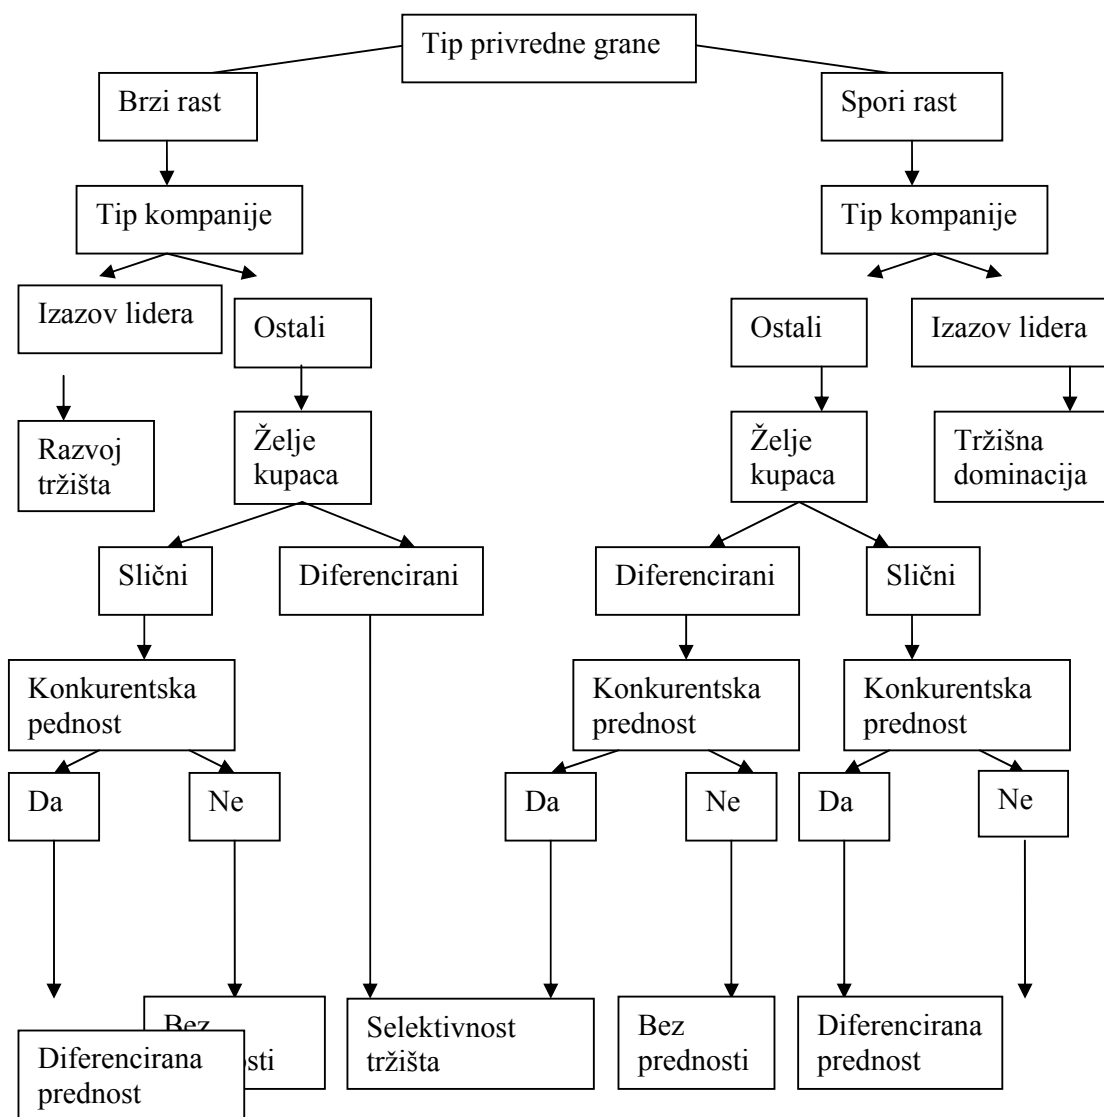 Tip privredne grane
Brzi rast
Spori rast
Tip kompanije
Tip kompanije
Izazov lidera
Ostali
Ostali
Izazov lidera
Razvoj
tržišta
Želje
kupaca
Želje
kupaca
Tržišna
dominacija
Slični
Diferencirani
Diferencirani
Slični
Konkurentska
pednost
Konkurentska
prednost
Konkurentska
prednost
Da
Ne
Da
Ne
Da
Ne
Diferencirana
prednost
Bez
Selektivnost
tržišta
Bez
prednosti
Diferencirana
prednost